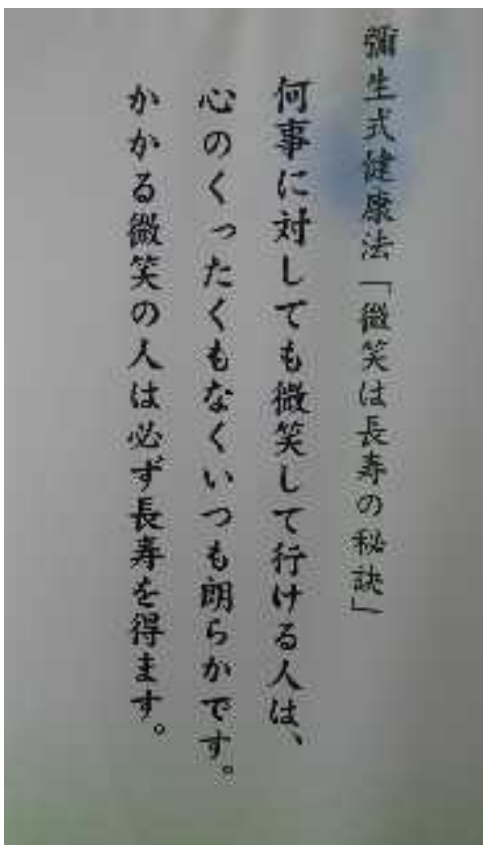 彌生式健康法「微笑は長寿の秘訣」
何事に対しても微笑して行ける人は、
心のくったくもなくいつも朗らかです。
かかる微笑の人は必ず長寿を得ます。